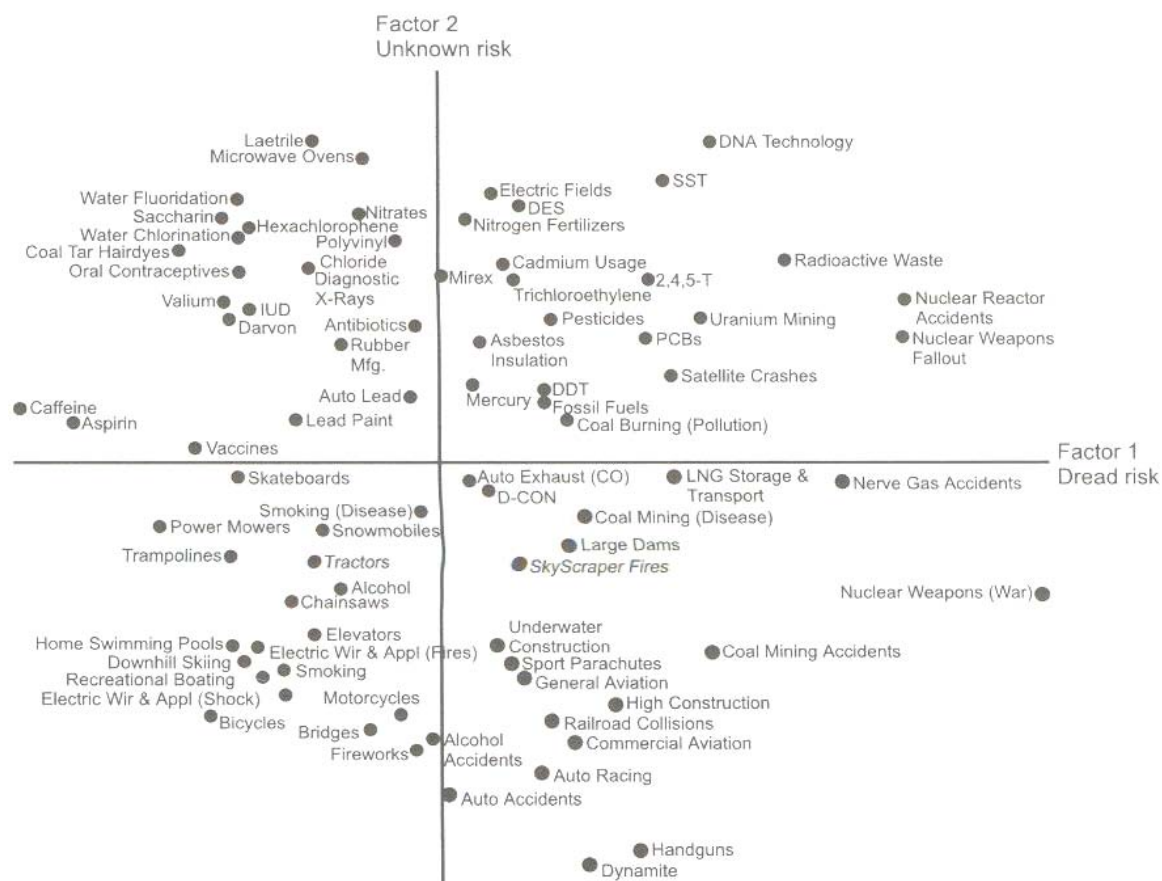 Factor 2
Unknown risk
Laetrile
Microwave Ovens
DNA Technology
SST
Water Fluoridation
Electric Fields
DES
Saccharin
Nitrates
Nitrogen Fertilizers
Hexachlorophene
Water Chlorination
Polyvinyl
Coal Tar Hairdyes
Chloride
Cadmium Usage
Radioactive Waste
Oral Contraceptives
Diagnostic
X-Rays
Mirex
2,4,5-T
Trichloroethylene
Valium
IUD
Nuclear Reactor
Accidents
Darvon
Antibiotics
Pesticides
Uranium Mining
Rubber
Mfg.
Asbestos
Insulation
PCBs
Nuclear Weapons
Fallout
Satellite Crashes
Auto Lead
Mercury
DDT
Caffeine
Fossil Fuels
Aspirin
Lead Paint
Coal Burning (Pollution)
Vaccines
Factor 1
Dread risk
Skateboards
Auto Exhaust (CO)
LNG Storage &
Transport
Nerve Gas Accidents
D-CON
Smoking (Disease)
Coal Mining (Disease)
Power Mowers
Snowmobiles
Large Dams
Trampolines
Tractors
SkyScraper Fires
Alcohol
Chainsaws
Nuclear Weapons (War)
Elevators
Underwater
Construction
Home Swimming Pools
Electric Wir & Appl (Fires)
Coal Mining Accidents
Downhill Skiing
Smoking
Sport Parachutes
Recreational Boating
General Aviation
Electric Wir & Appl (Shock)
Motorcycles
High Construction
Bicycles
Bridges
Railroad Collisions
Fireworks
Alcohol
Accidents
Commercial Aviation
Auto Racing
Auto Accidents
Handguns
Dynamite